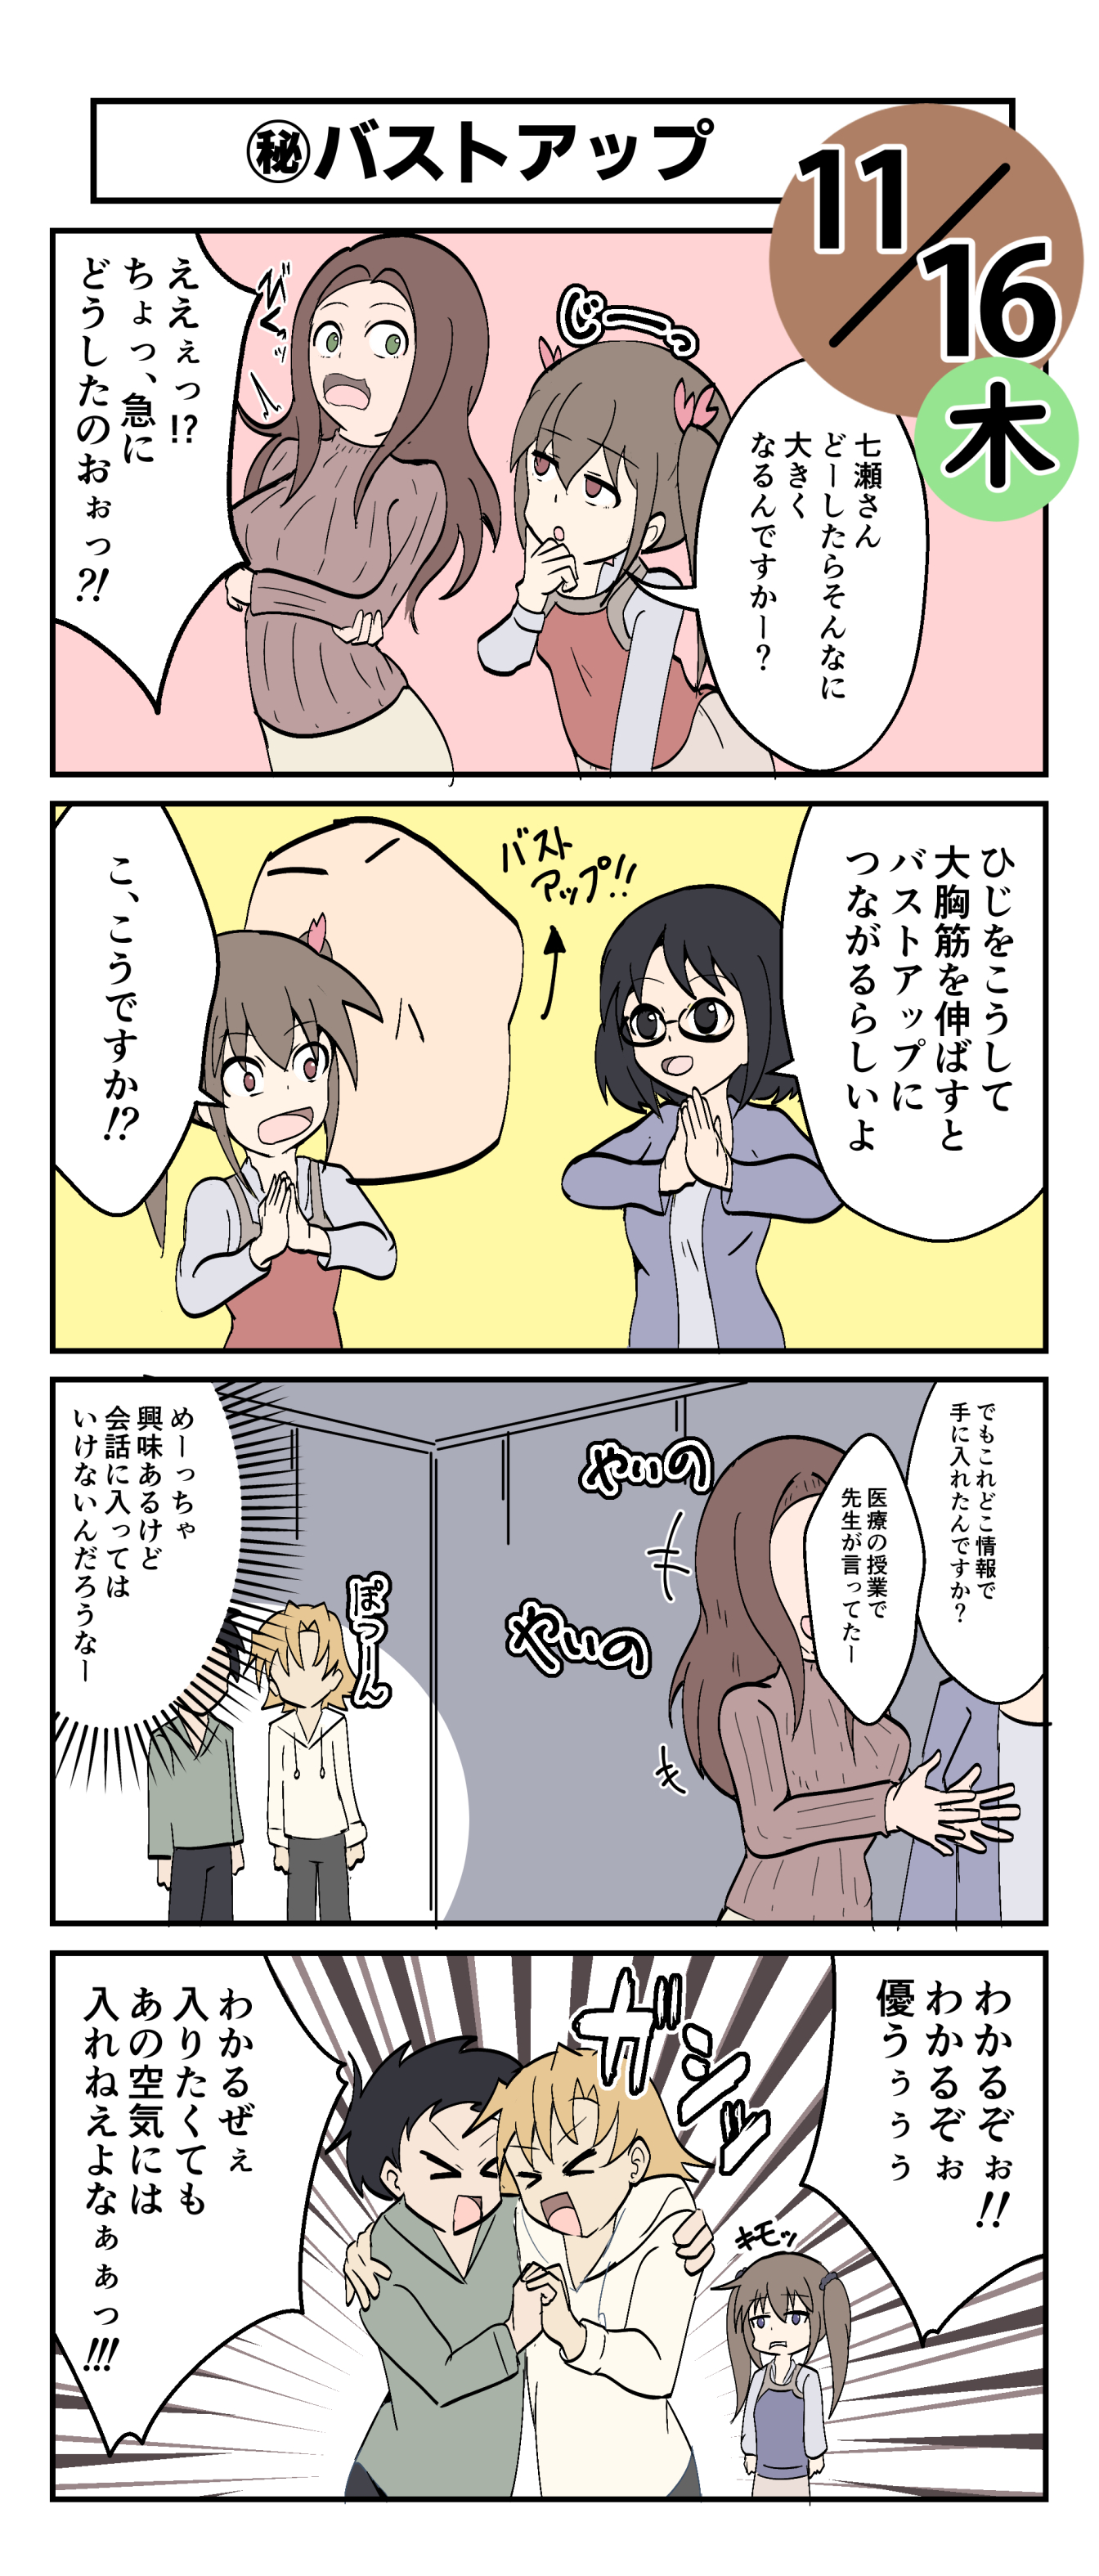 ㊙バストアップ
11/16
木
七瀬さん
どーしたらそんなに
大きく
なるんですかー?
じーっ
びくっッ
ええぇっ!?
ちょっ、急に
どうしたのおぉっ?!
ひじをこうして
大胸筋を伸ばすと
バストアップに
つながるらしいよ
バスト
アップ!!
こ、こうですか!?
でもこれどこ情報で
手に入れたんですか?
医療の授業で
先生が言ってたー
やいの
やいの
ぽつーん
めーっちゃ
興味あるけど
会話に入っては
いけないんだろうなー
わかるぞぉ!!
わかるぞぉ
優うぅぅぅ
ガシッ
キモッ
わかるぜぇ
入りたくても
あの空気には
入れねえよなぁぁっ!!!